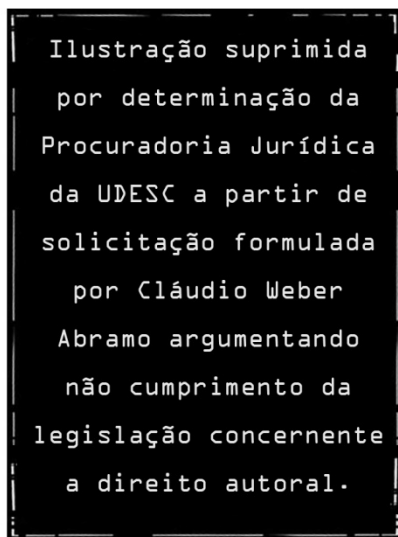 Ilustração suprimida
por determinação da
Procuradoria Jurídica
da UDESC a partir de
solicitação formulada
por Cláudio Weber
Abramo argumentando
não cumprimento da
legislação concernente
a direito autoral.